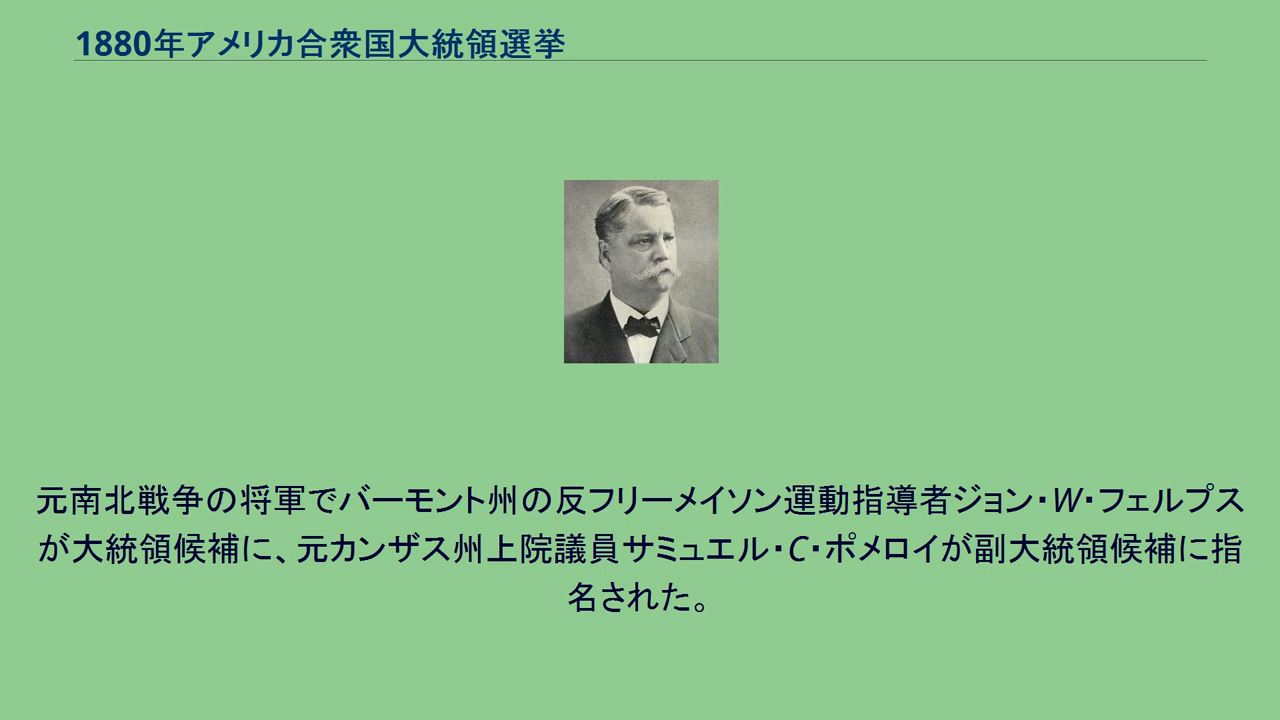 1880年アメリカ合衆国大統領選挙
元南北戦争の将軍でバーモント州の反フリーメイソン運動指導者ジョン・W・フェルプス
が大統領候補に、元カンザス州上院議員サミュエル・C・ポメロイが副大統領候補に指
名された。